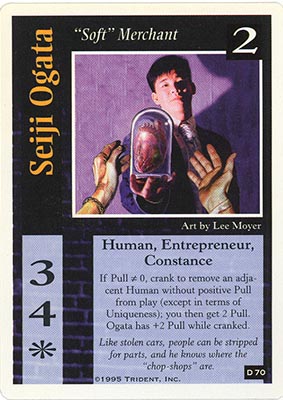 "Soft" Merchant
2
Seiji Ogata
Art by Lee Moyer
Human, Entrepreneur,
Constance
3
4
*
If Pull ≠ 0, crank to remove an adja-
cent Human without positive Pull
from play (except in terms of
Uniqueness); you then get 2 Pull.
Ogata has +2 Pull while cranked.
Like stolen cars, people can be stripped
for parts, and he knows where the
"chop-shops" are.
©1995 TRIDENT, INC.
D 70